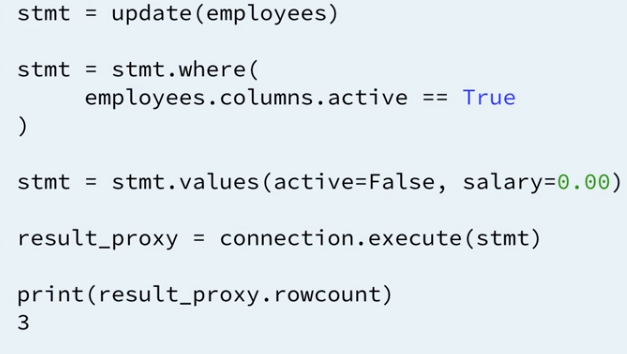 stmt = update(employees)
stmt = stmt.where(
     employees.columns.active == True
)
stmt = stmt.values(active=False, salary=0.00)
result_proxy = connection.execute(stmt)
print(result_proxy.rowcount)
3